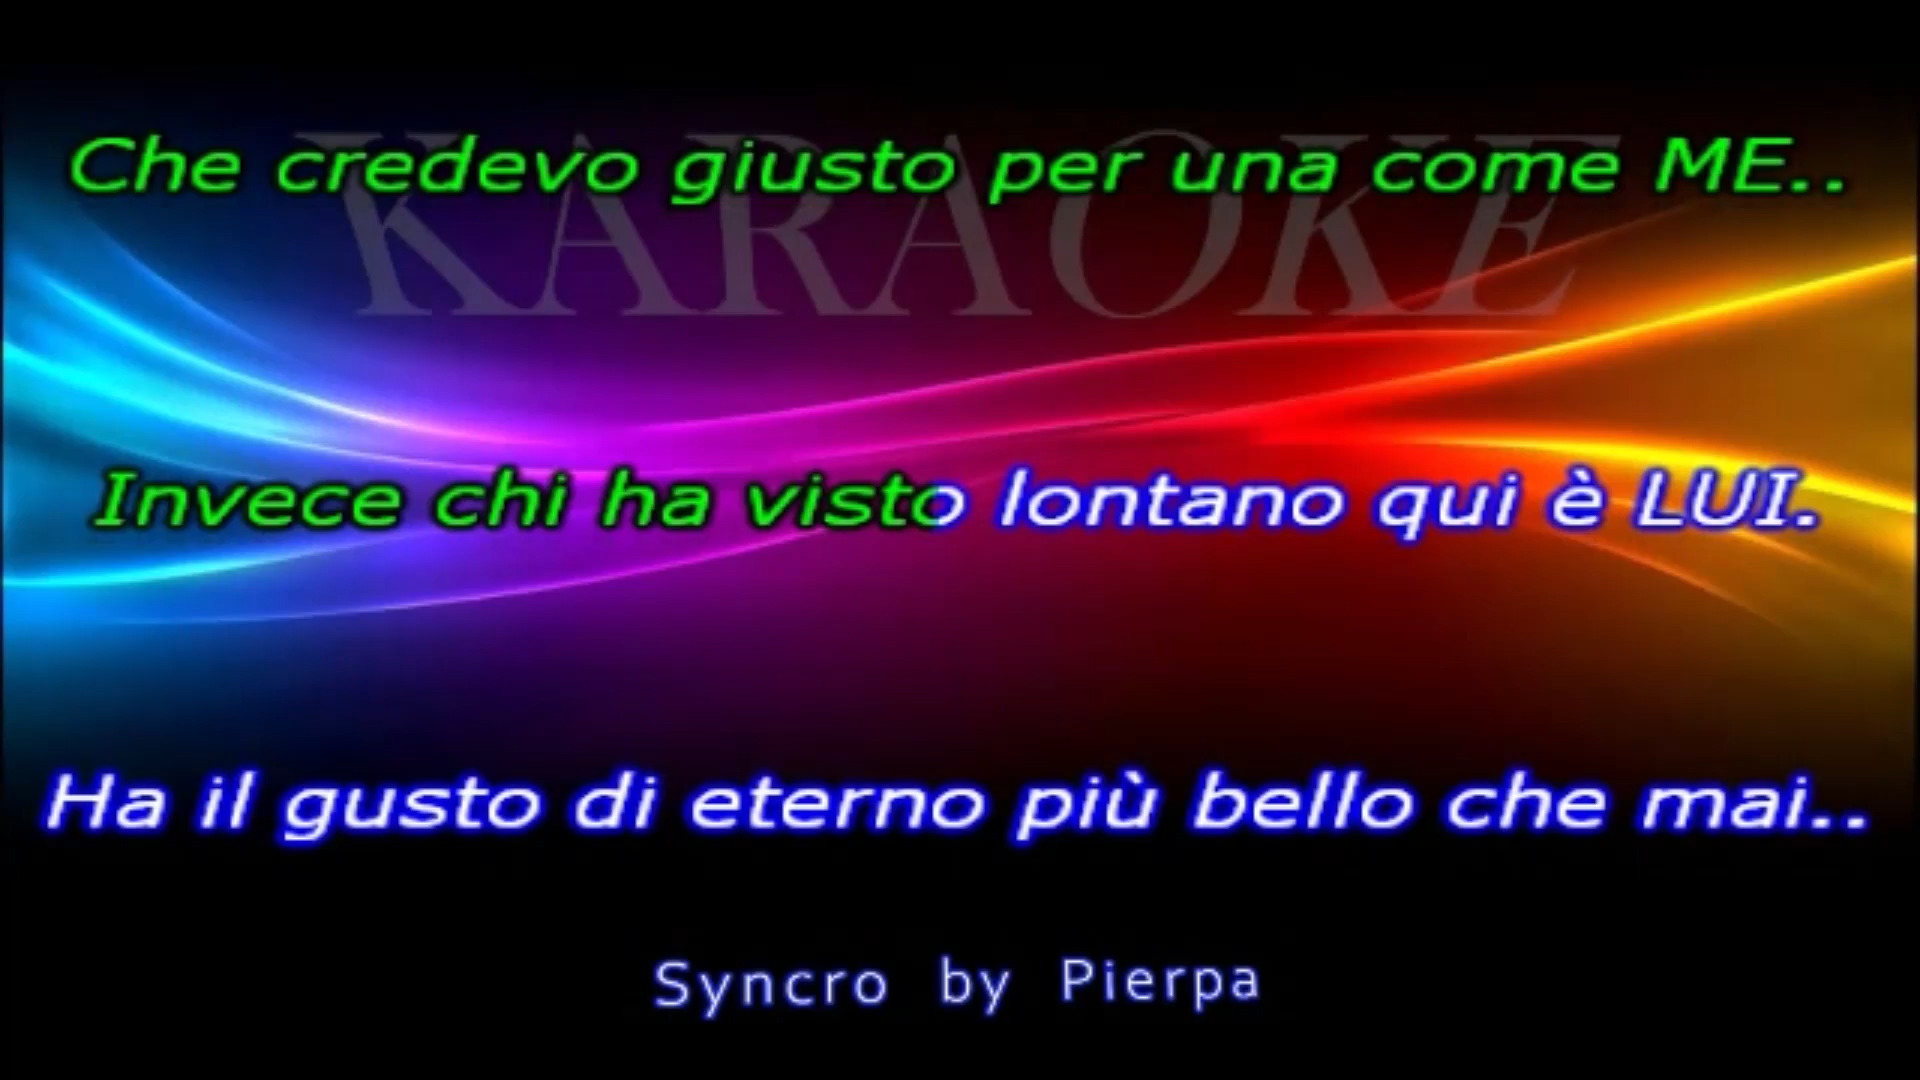 KARAOKE
Che credevo giusto per una come ME..
Invece chi ha visto lontano qui è LUI.
Ha il gusto di eterno più bello che mai..
Syncro by Pierpa